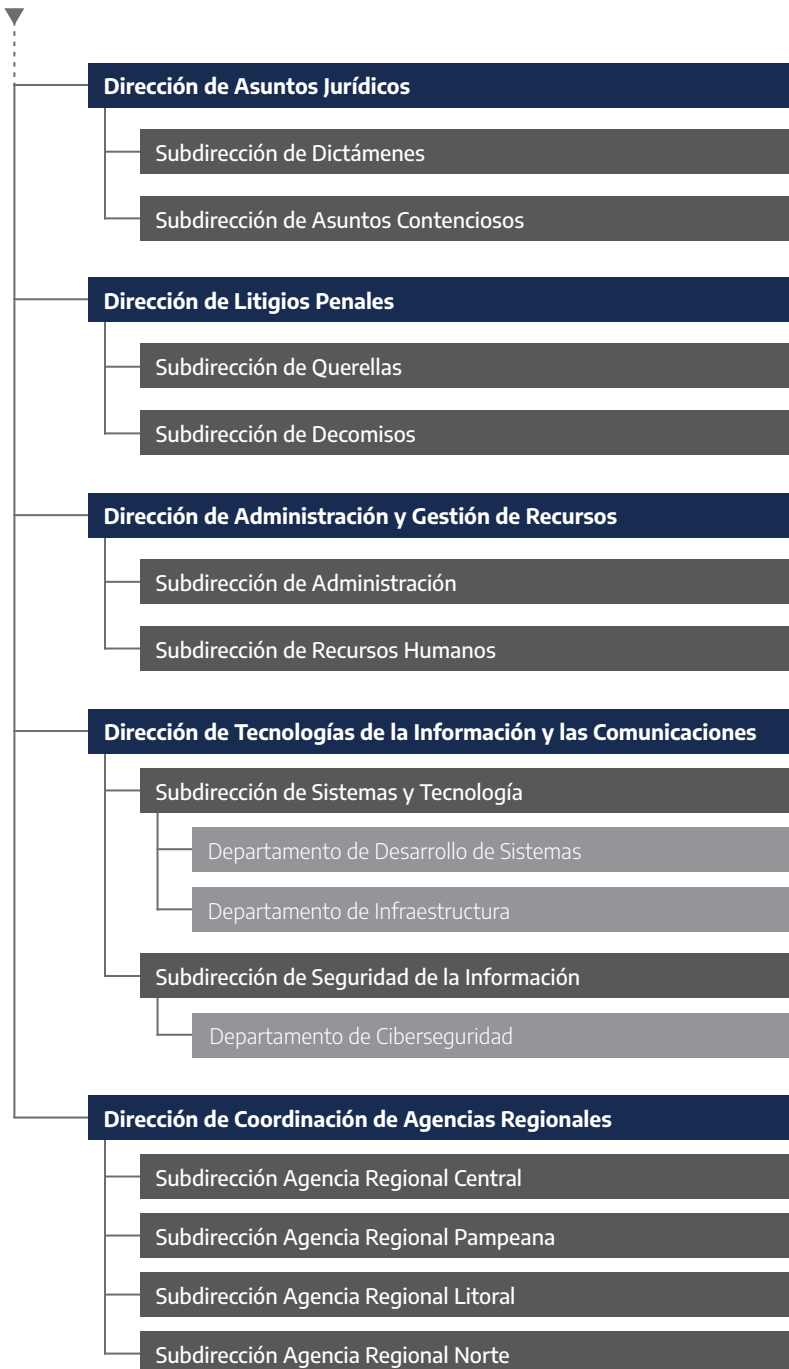 Dirección de Asuntos Jurídicos
Subdirección de Dictámenes
Subdirección de Asuntos Contenciosos
Dirección de Litigios Penales
Subdirección de Querellas
Subdirección de Decomisos
Dirección de Administración y Gestión de Recursos
Subdirección de Administración
Subdirección de Recursos Humanos
Dirección de Tecnologías de la Información y las Comunicaciones
Subdirección de Sistemas y Tecnología
Departamento de Desarrollo de Sistemas
Departamento de Infraestructura
Subdirección de Seguridad de la Información
Departamento de Ciberseguridad
Dirección de Coordinación de Agencias Regionales
Subdirección Agencia Regional Central
Subdirección Agencia Regional Pampeana
Subdirección Agencia Regional Litoral
Subdirección Agencia Regional Norte